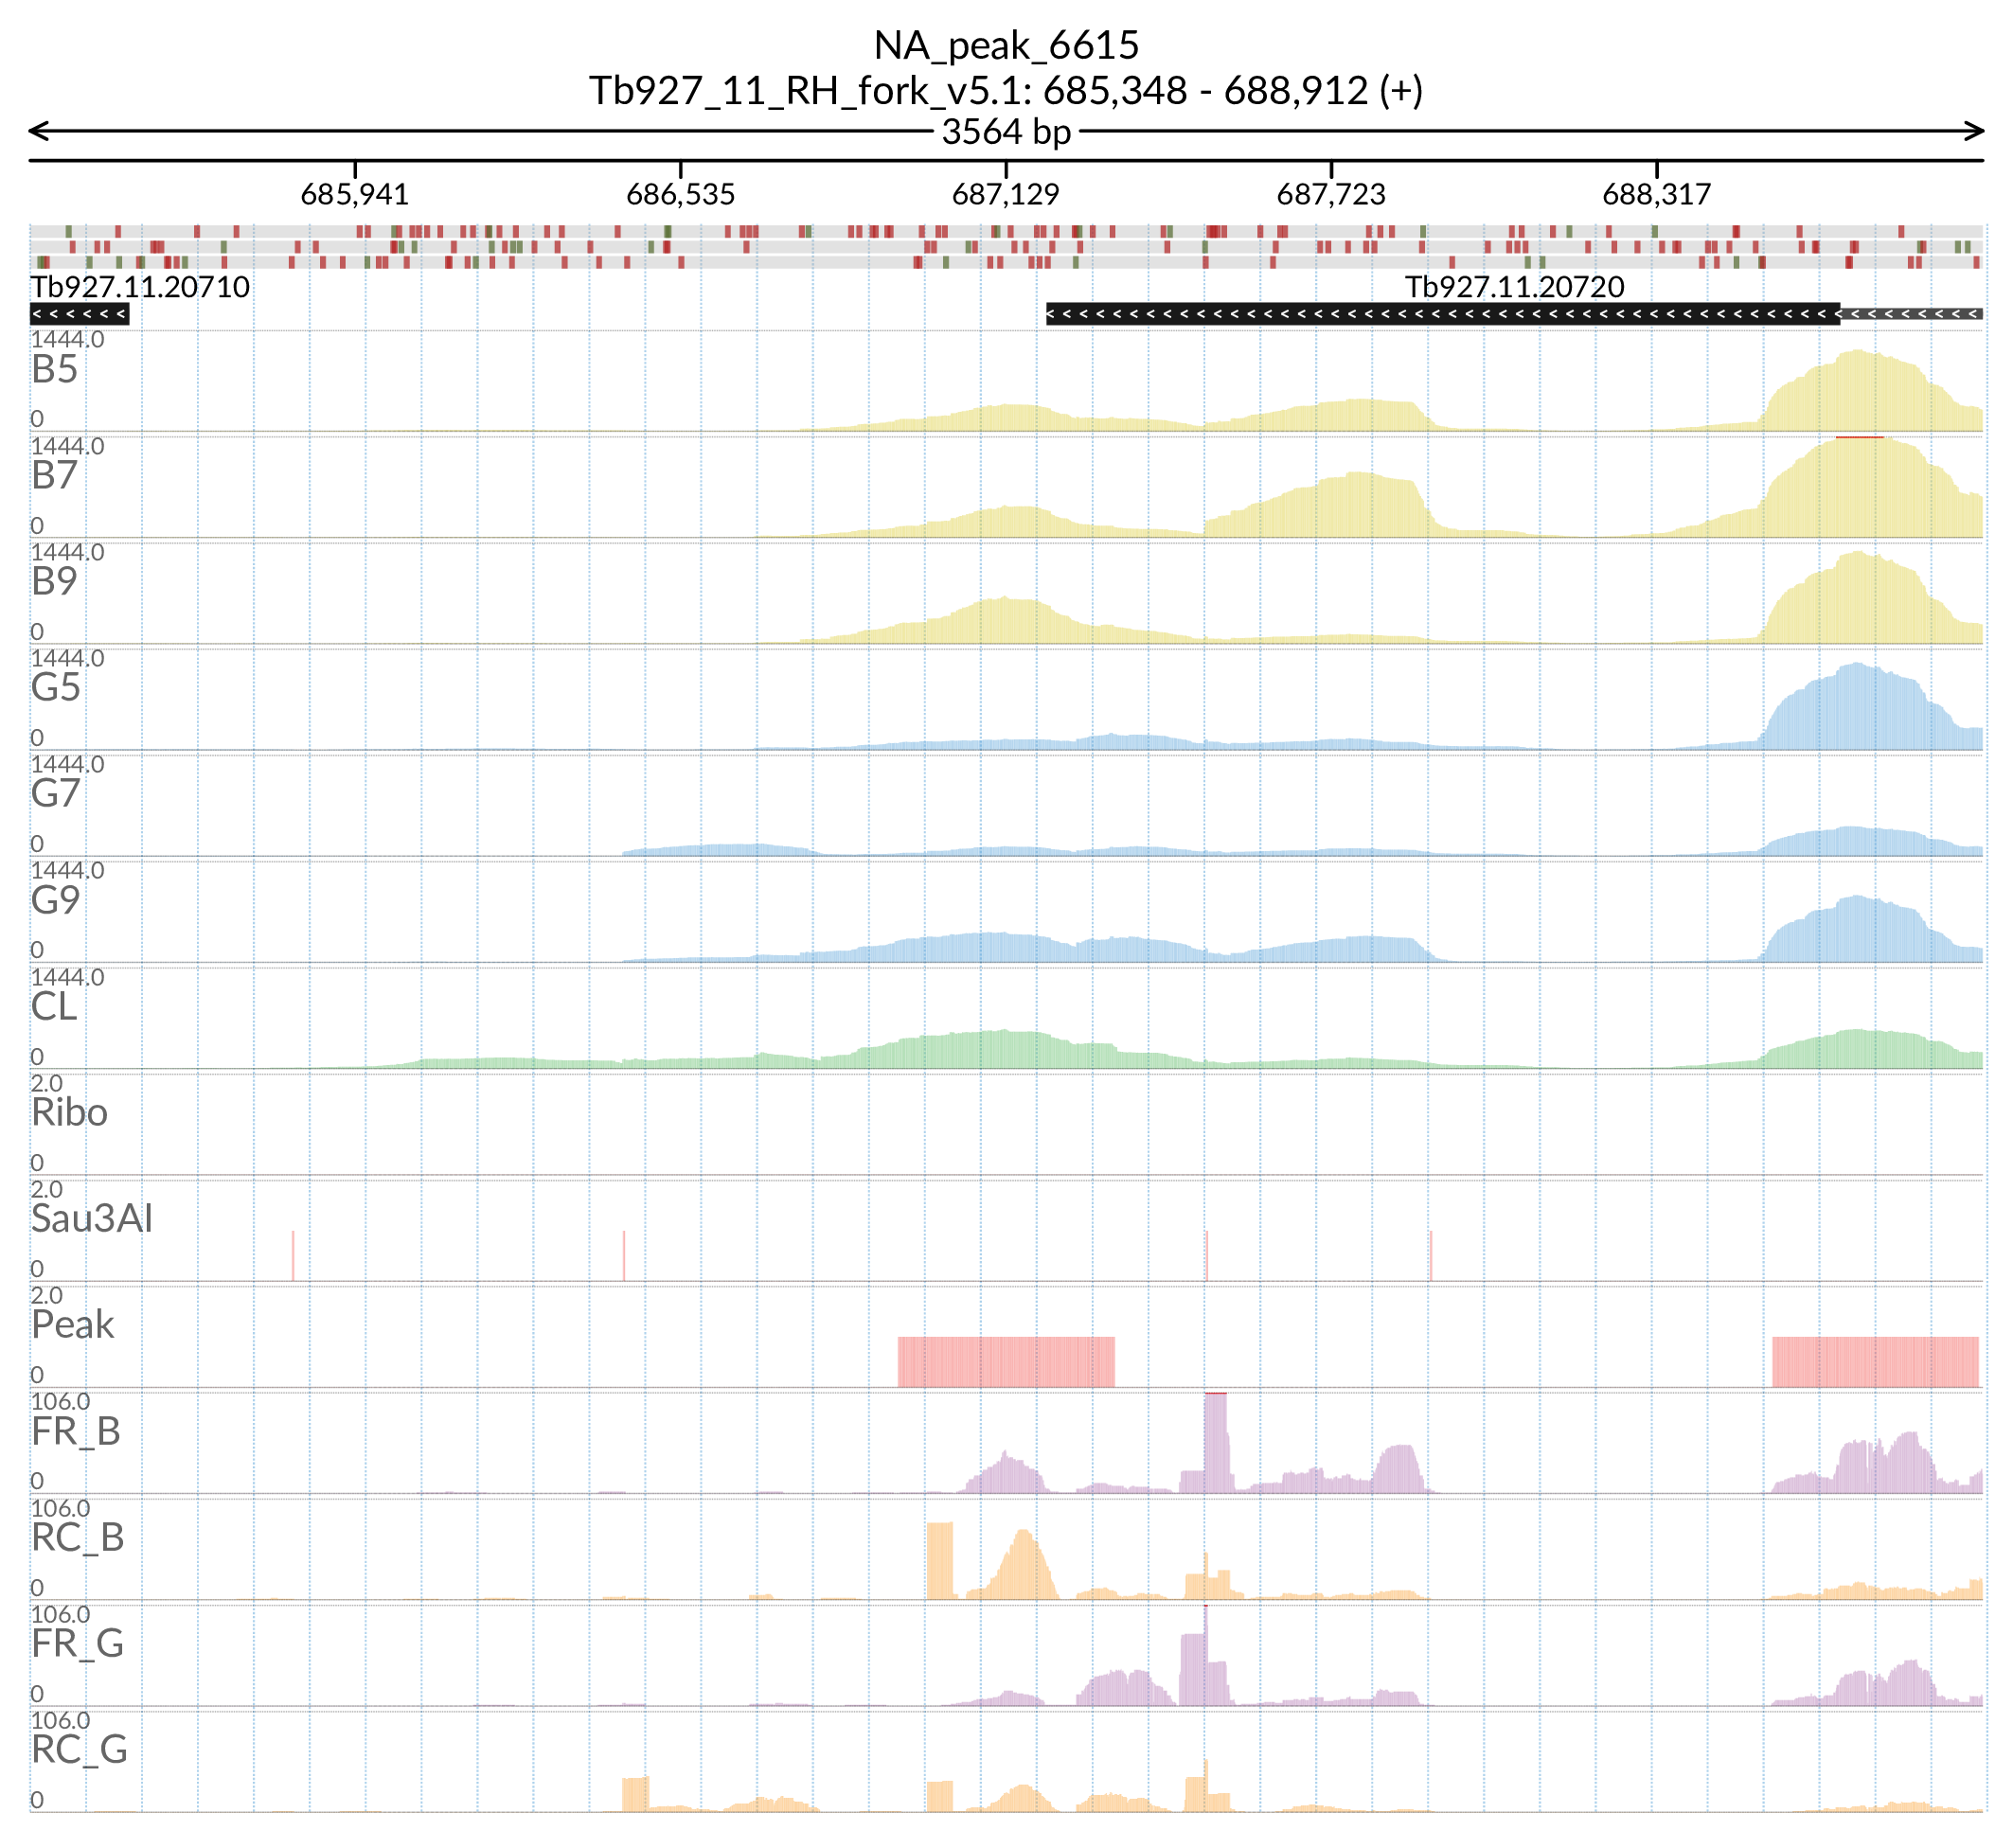 NA_peak_6615
Tb927_11_RH_fork_v5.1: 685,348 - 688,912 (+)
3564 bp
685,941 686,535 687,129 687,723 688,317
Tb927.11.20710 Tb927.11.20720
1444.0
B5
0
1444.0
B7
0
1444.0
B9
0
1444.0
G5
0
1444.0
G7
0
1444.0
G9
0
1444.0
CL
0
2.0
Ribo
0
2.0
Sau3AI
0
2.0
Peak
0
106.0
FR_B
0
106.0
RC_B
0
106.0
FR_G
0
106.0
RC_G
0